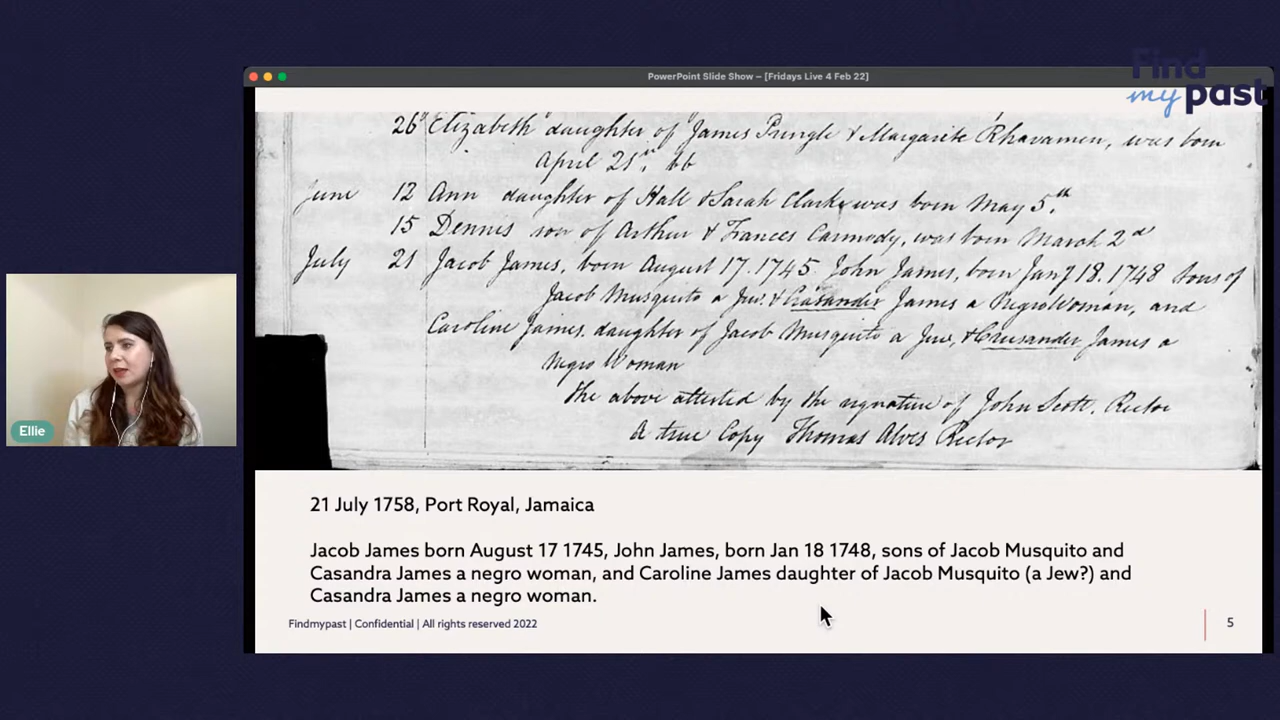 PowerPoint Slide Show – [Fridays Live 4 Feb 22]
Find
my past
26 Elizabeth daughter of James Pringle & Margarite Rhavamen, was born
April 21st, 66
June 12 Ann daughter of Hall & Sarah Clarke was born May 5.th
15 Dennis son of Arthur & Frances Carmody, was born March 2d
July 21 Jacob James, born August 17. 1745. John James, born Jany 18. 1748 sons of
Jacob Musquito a Jew, & Casander James a Negro Woman, and
Caroline James, daughter of Jacob Musquito a Jew, & James a
Negro Woman
the above attested by the signature of John Scott, Rector
A true Copy Thomas Alves Rector
Ellie
21 July 1758, Port Royal, Jamaica
Jacob James born August 17 1745, John James, born Jan 18 1748, sons of Jacob Musquito and
Casandra James a negro woman, and Caroline James daughter of Jacob Musquito (a Jew?) and
Casandra James a negro woman.
Findmypast | Confidential | All rights reserved 2022
5